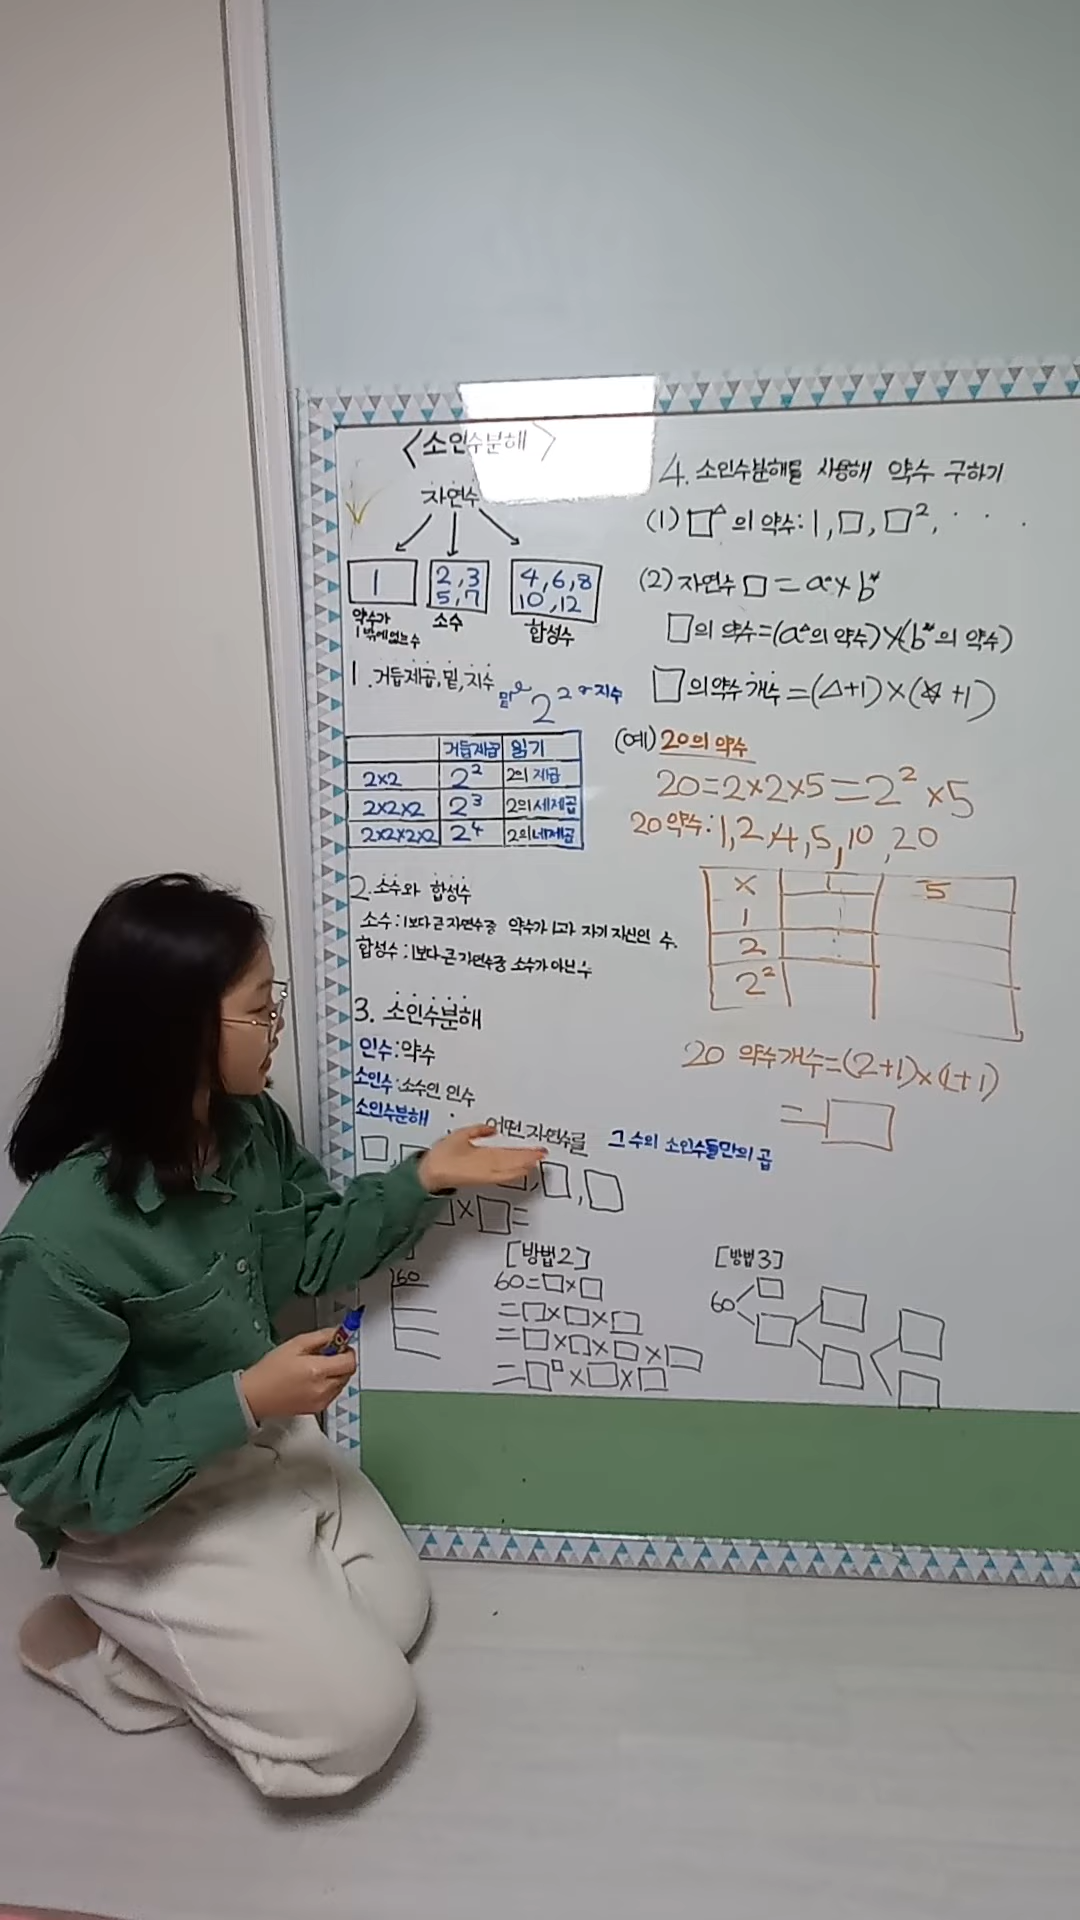 <소인수분해>
자연수
1
2,3
5,7
4,6,8
10,12
약수가
1밖에 없는 수
소수
합성수
1. 거듭제곱, 밑, 지수
밑 2² 지수
거듭제곱 읽기
2×2 2² 2의 제곱
2×2×2 2³ 2의 세제곱
2×2×2×2 2⁴ 2의 네제곱
2. 소수와 합성수
소수 : 1보다 큰 자연수중 약수가 1과 자기 자신인 수.
합성수 : 1보다 큰 자연수중 소수가 아닌 수
3. 소인수분해
인수 : 약수
소인수 : 소수인 인수
소인수분해 : 어떤 자연수를 그 수의 소인수들만의 곱
□ , □ , □
□×□=
60
[방법2]
60=□×□
=□×□×□
=□×□×□×□
=□^□×□×□
[방법3]
60
4. 소인수분해를 사용해 약수 구하기
(1) □^△의 약수 : 1, □, □², · · ·
(2) 자연수 □ = a^△×b^☆
□의 약수=(a^△의 약수)×(b^☆의 약수)
□의 약수 개수=(△+1)×(☆+1)
(예) 20의 약수
20=2×2×5=2²×5
20 약수 : 1,2,4,5,10,20
× 1 5
1
2
2²
20 약수 개수=(2+1)×(1+1)
=□